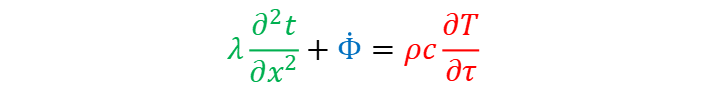 λ ∂²t/∂x² + Φ̇ = ρc ∂T/∂τ